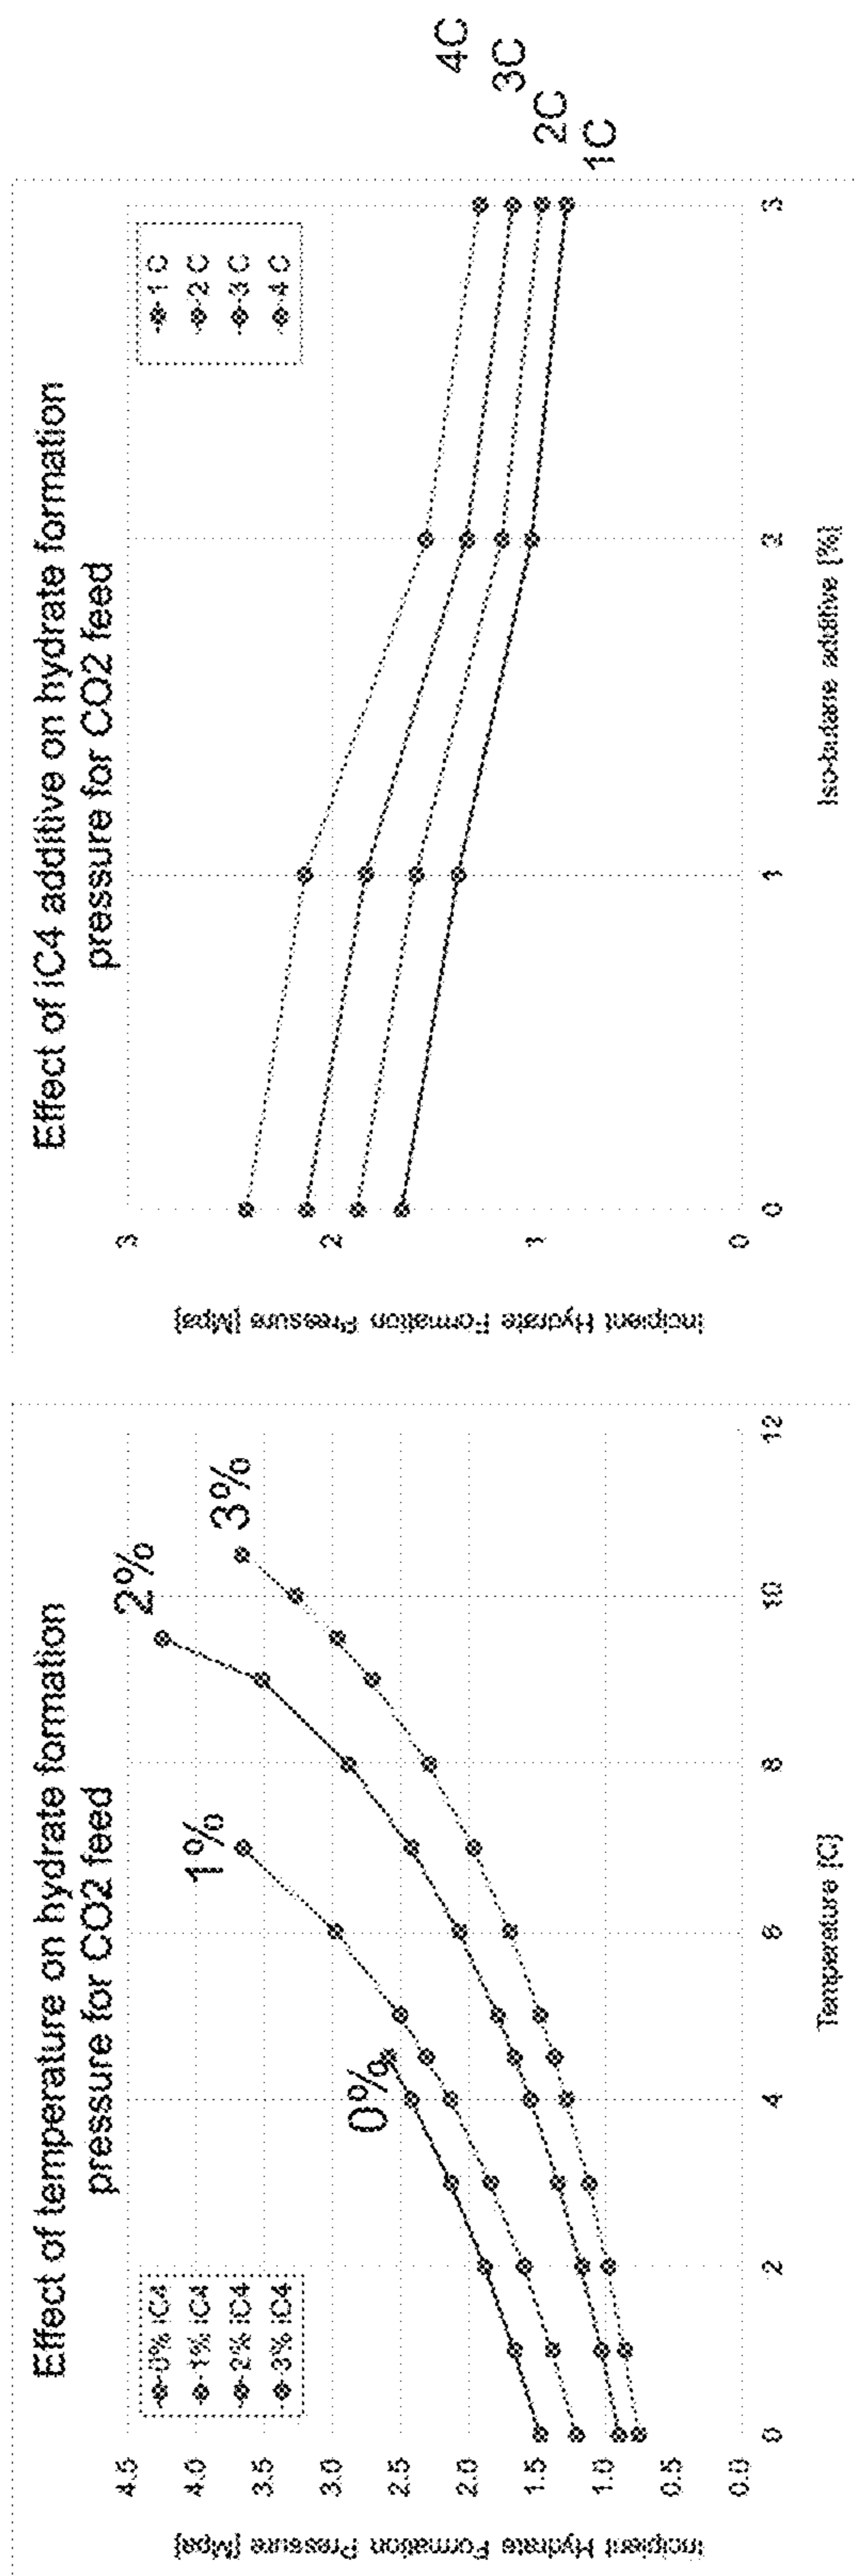 Effect of temperature on hydrate formation
pressure for CO2 feed
Incipient Hydrate Formation Pressure [Mpa]
4.5
4.0
3.5
3.0
2.5
2.0
1.5
1.0
0.5
0.0
0% iC4
1% iC4
2% iC4
3% iC4
0%
1%
2%
3%
0
2
4
6
8
10
12
Temperature [C]
Effect of iC4 additive on hydrate formation
pressure for CO2 feed
Incipient Hydrate Formation Pressure [Mpa]
3
2
1
0
1 C
2 C
3 C
4 C
4C
3C
2C
1C
0
1
2
3
Iso-butane additive [%]